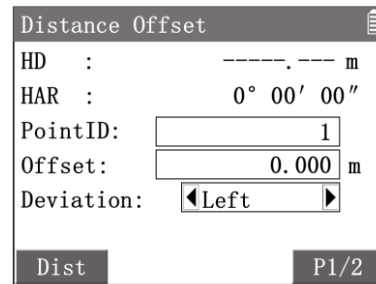 Distance Offset
HD : -----.--- m
HAR : 0° 00′ 00″
PointID: 1
Offset: 0.000 m
Deviation: Left
Dist P1/2